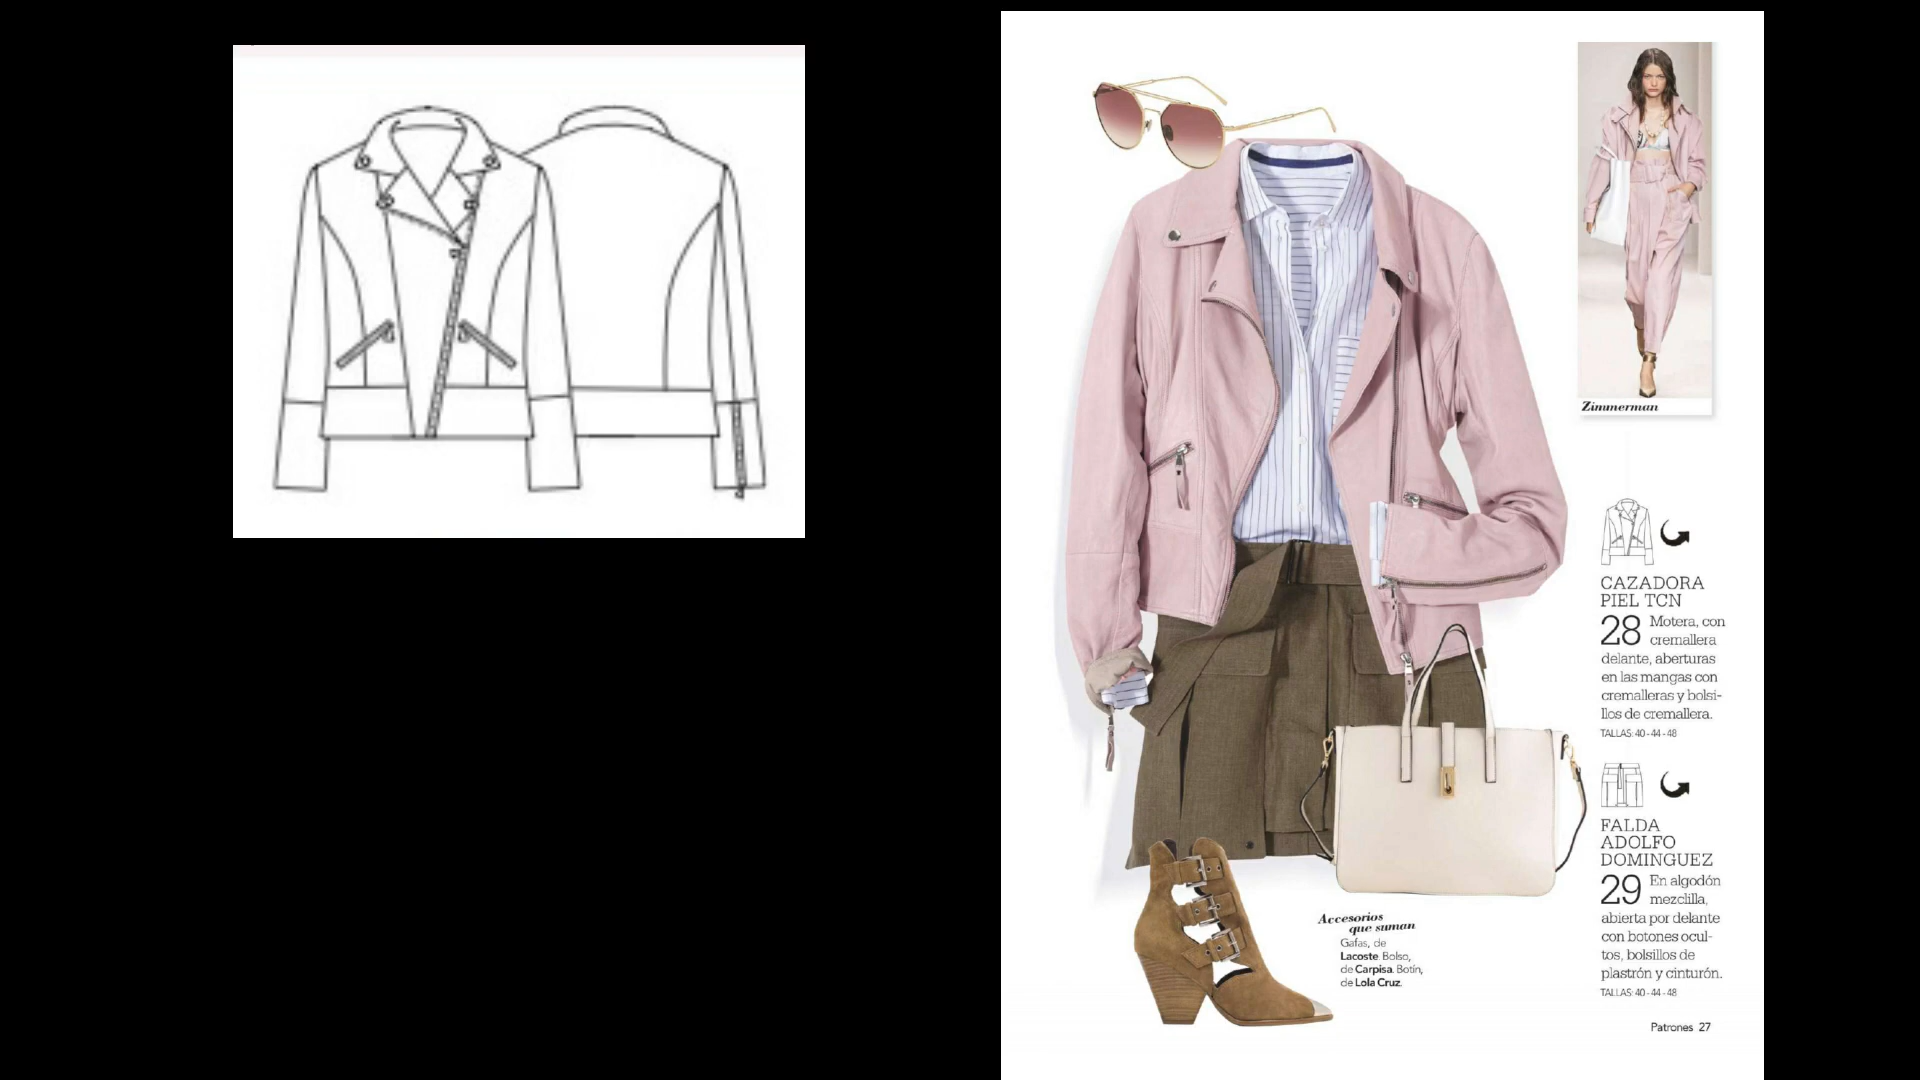 Zimmerman
CAZADORA
PIEL TCN
28 Motera, con
cremallera
delante, aberturas
en las mangas con
cremalleras y bolsi-
llos de cremallera.
TALLAS: 40 - 44 - 48
FALDA
ADOLFO
DOMINGUEZ
29 En algodón
mezclilla,
abierta por delante
con botones ocul-
tos, bolsillos de
plastrón y cinturón.
TALLAS: 40 - 44 - 48
Accesorios
que suman
Gafas, de
Lacoste. Bolso,
de Carpisa. Botín,
de Lola Cruz.
Patrones 27